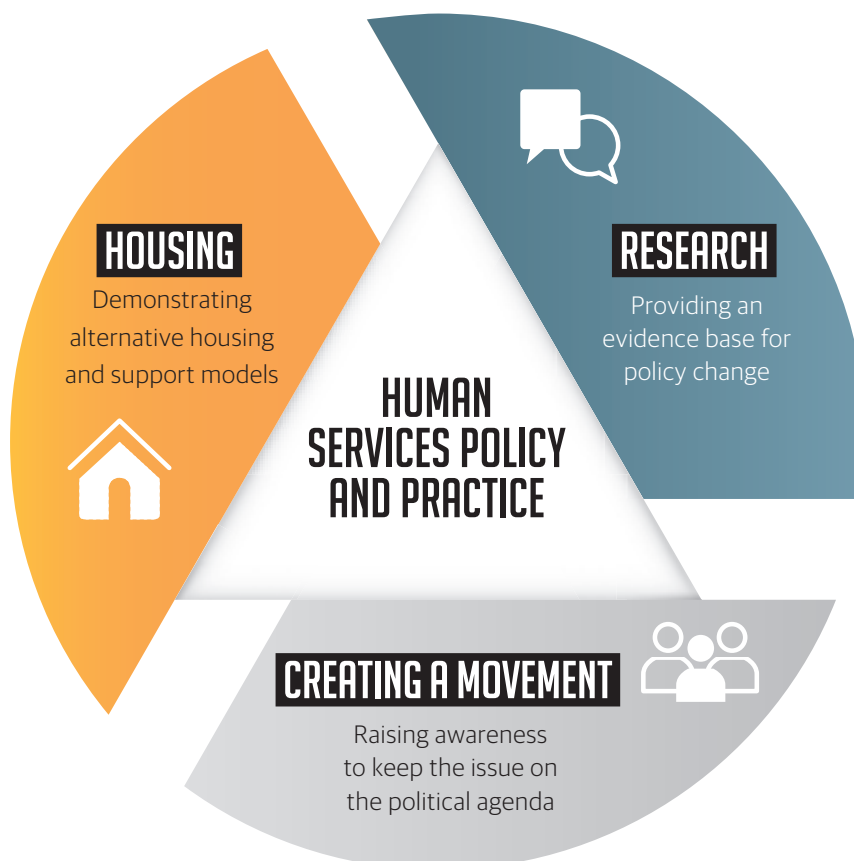 HOUSING
Demonstrating
alternative housing
and support models
RESEARCH
Providing an
evidence base for
policy change
HUMAN
SERVICES POLICY
AND PRACTICE
CREATING A MOVEMENT
Raising awareness
to keep the issue on
the political agenda